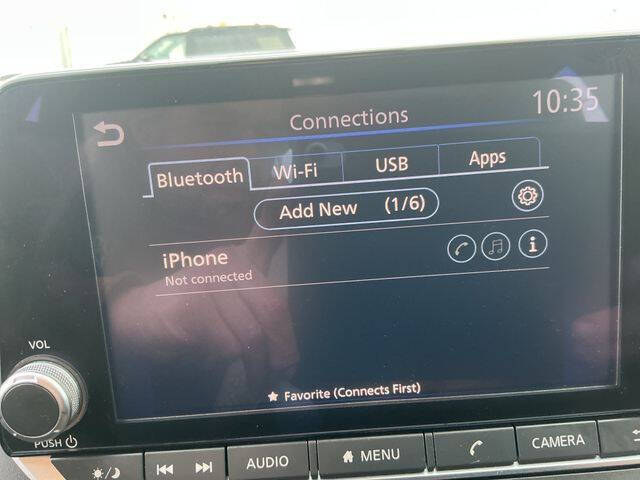 Connections 10:35
Bluetooth Wi-Fi USB Apps
Add New (1/6)
iPhone
Not connected
Favorite (Connects First)
VOL
PUSH
AUDIO MENU CAMERA